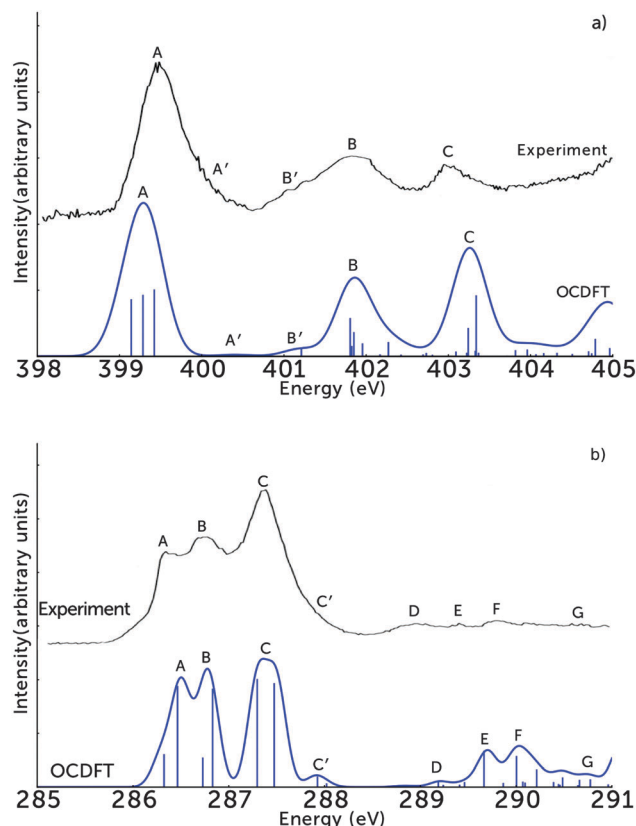 a)
A
Intensity(arbitrary units)
A'
B'
B
C
Experiment
A
A'
B'
B
C
OCDFT
398 399 400 401 402 403 404 405
Energy (eV)
b)
C
Intensity(arbitrary units)
A
B
C'
Experiment
D
E
F
G
A
B
C
C'
D
E
F
G
OCDFT
285 286 287 288 289 290 291
Energy (eV)